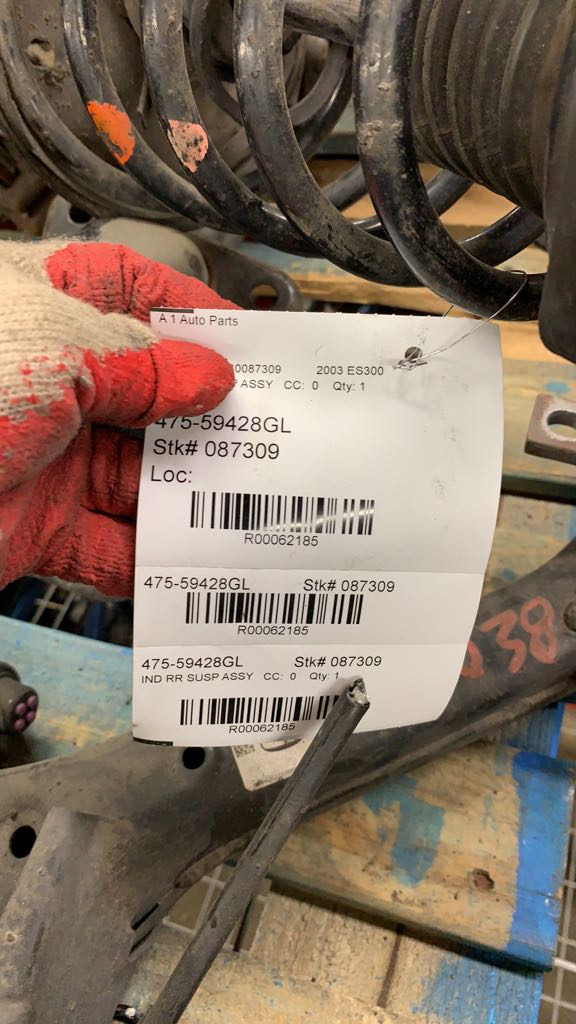 A 1 Auto Parts
0087309 2003 ES300
ASSY CC: 0 Qty: 1
475-59428GL
Stk# 087309
Loc:
R00062185
475-59428GL Stk# 087309
R00062185
475-59428GL Stk# 087309
IND RR SUSP ASSY CC: 0 Qty: 1
R00062185
038